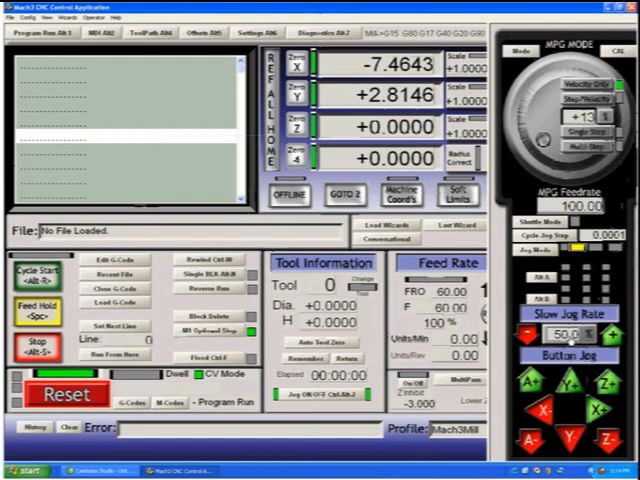 Mach3 CNC Control Application
File Config View Wizards Operator Help
Program Run Alt-1 MDI Alt2 ToolPath Alt4 Offsets Alt5 Settings Alt6 Diagnostics Alt-7 Mill->G15 G80 G17 G40 G20 G90
REF ALL HOME
Zero X -7.4643 Scale +1.0000
Zero Y +2.8146 Scale +1.0000
Zero Z +0.0000 Scale +1.0000
Zero 4 +0.0000 Radius Correct
OFFLINE GOTO Z Machine Coord's Soft Limits
File: No File Loaded.
Load Wizards Last Wizard
Conversational
Cycle Start <Alt-R>
Feed Hold <Spc>
Stop <Alt-S>
Edit G-Code Rewind Ctrl-W
Recent File Single BLK Alt-N
Close G-Code Reverse Run
Load G-Code
Block Delete
Set Next Line M1 Optional Stop
Line: 0
Run From Here Flood Ctrl-F
Dwell CV Mode
Reset
G-Codes M-Codes - Program Run
Tool Information
Tool 0 Change Tool
Dia. +0.0000
H +0.0000
Auto Tool Zero
Remember Return
Elapsed 00:00:00
Jog ON/OFF Ctrl-Alt-J
Feed Rate
FRO 60.00
F 60.00
100 %
Units/Min 0.00
Units/Rev 0.00
On/Off MultiPass
Z Inhibit
-3.000 Lower Z
History Clear Error: Profile: Mach3Mill
MPG MODE
Mode CAL
Velocity Only
Step/Velocity
+13 %
Single Step
Multi-Step
MPG Feedrate
100.00
Shuttle Mode
Cycle Jog Step 0.0001
Jog Mode
Alt A
Alt B
Slow Jog Rate
- 50.0 % +
Button Jog
A+ Y+ Z+
X- X+
A- Y- Z-
start Camtasia Studio - Unt... Mach3 CNC Control A...